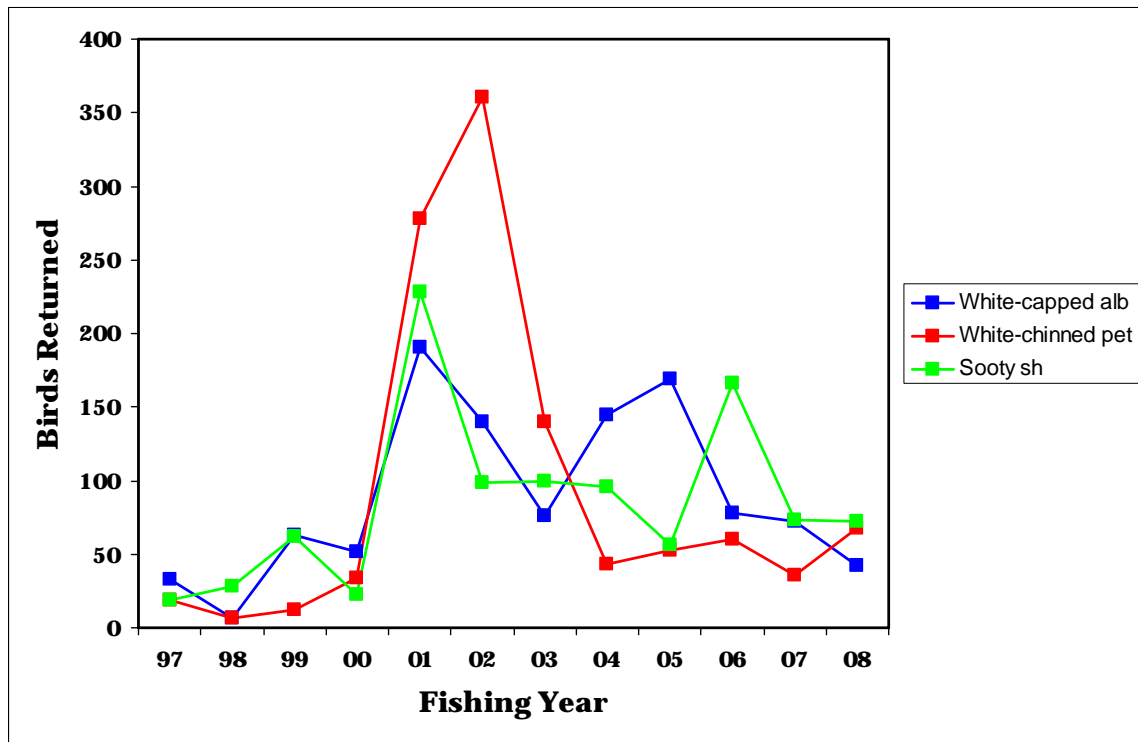 400
350
300
250
200
150
100
50
0
Birds Returned
97 98 99 00 01 02 03 04 05 06 07 08
Fishing Year
White-capped alb
White-chinned pet
Sooty sh